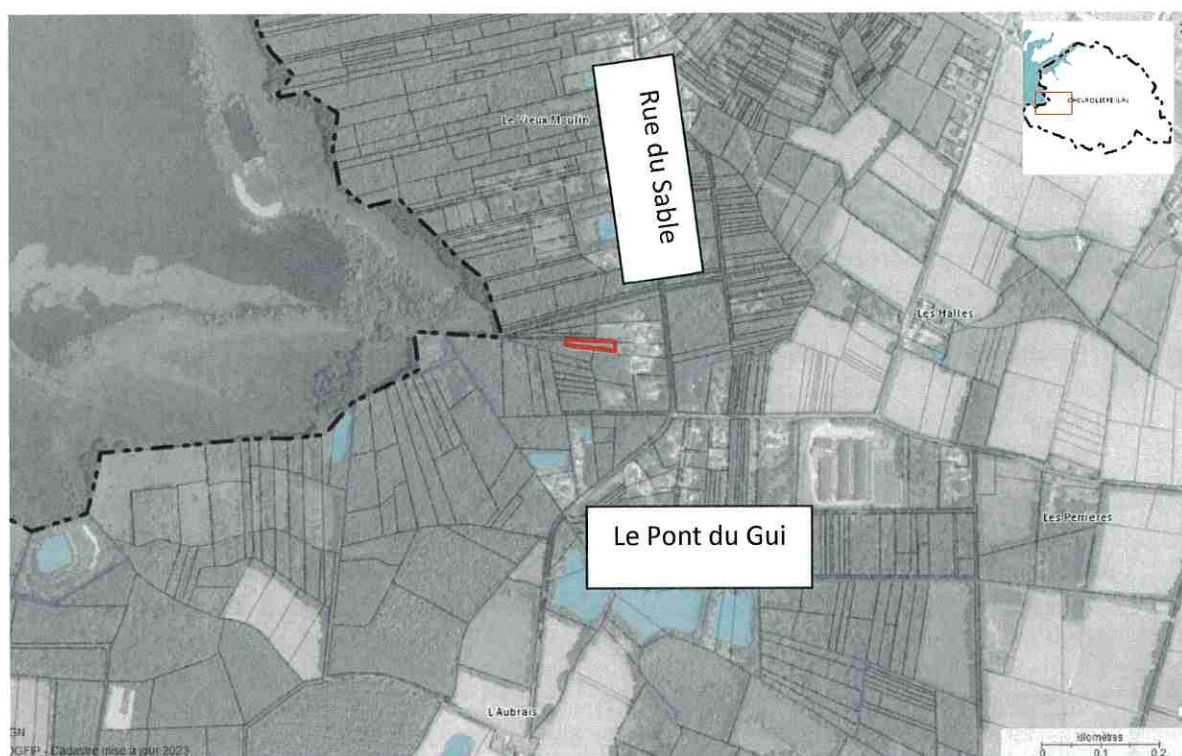 Rue du Sable
Le Vieux Moulin
Les Halles
Le Pont du Gui
Les Perrières
L'Aubrais
kilomètres
0 0.1 0.2
DGFIP - Cadastre mise à jour 2023